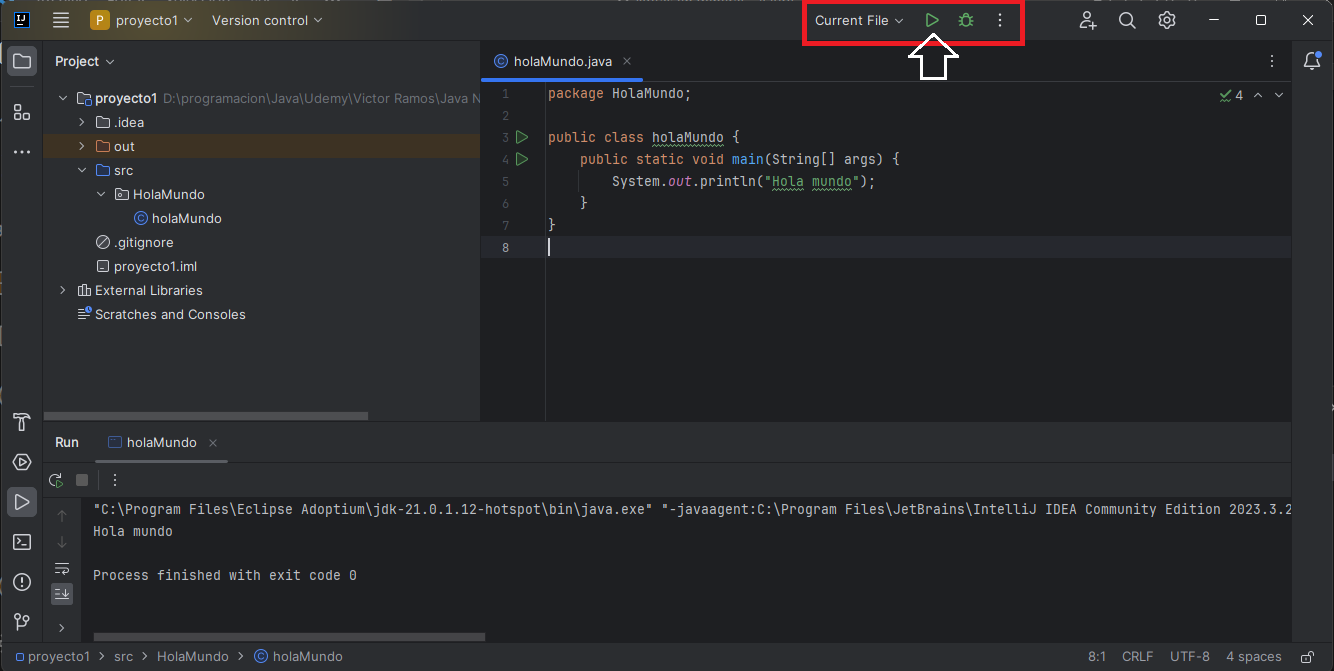 IJ P proyecto1 Version control Current File
Project
holaMundo.java
proyecto1 D:\programacion\Java\Udemy\Victor Ramos\Java N
.idea
out
src
HolaMundo
holaMundo
.gitignore
proyecto1.iml
External Libraries
Scratches and Consoles
4
1 package HolaMundo;
2
3 public class holaMundo {
4 public static void main(String[] args) {
5 System.out.println("Hola mundo");
6 }
7 }
8
Run holaMundo
"C:\Program Files\Eclipse Adoptium\jdk-21.0.1.12-hotspot\bin\java.exe" "-javaagent:C:\Program Files\JetBrains\IntelliJ IDEA Community Edition 2023.3.2
Hola mundo
Process finished with exit code 0
proyecto1 > src > HolaMundo > holaMundo 8:1 CRLF UTF-8 4 spaces